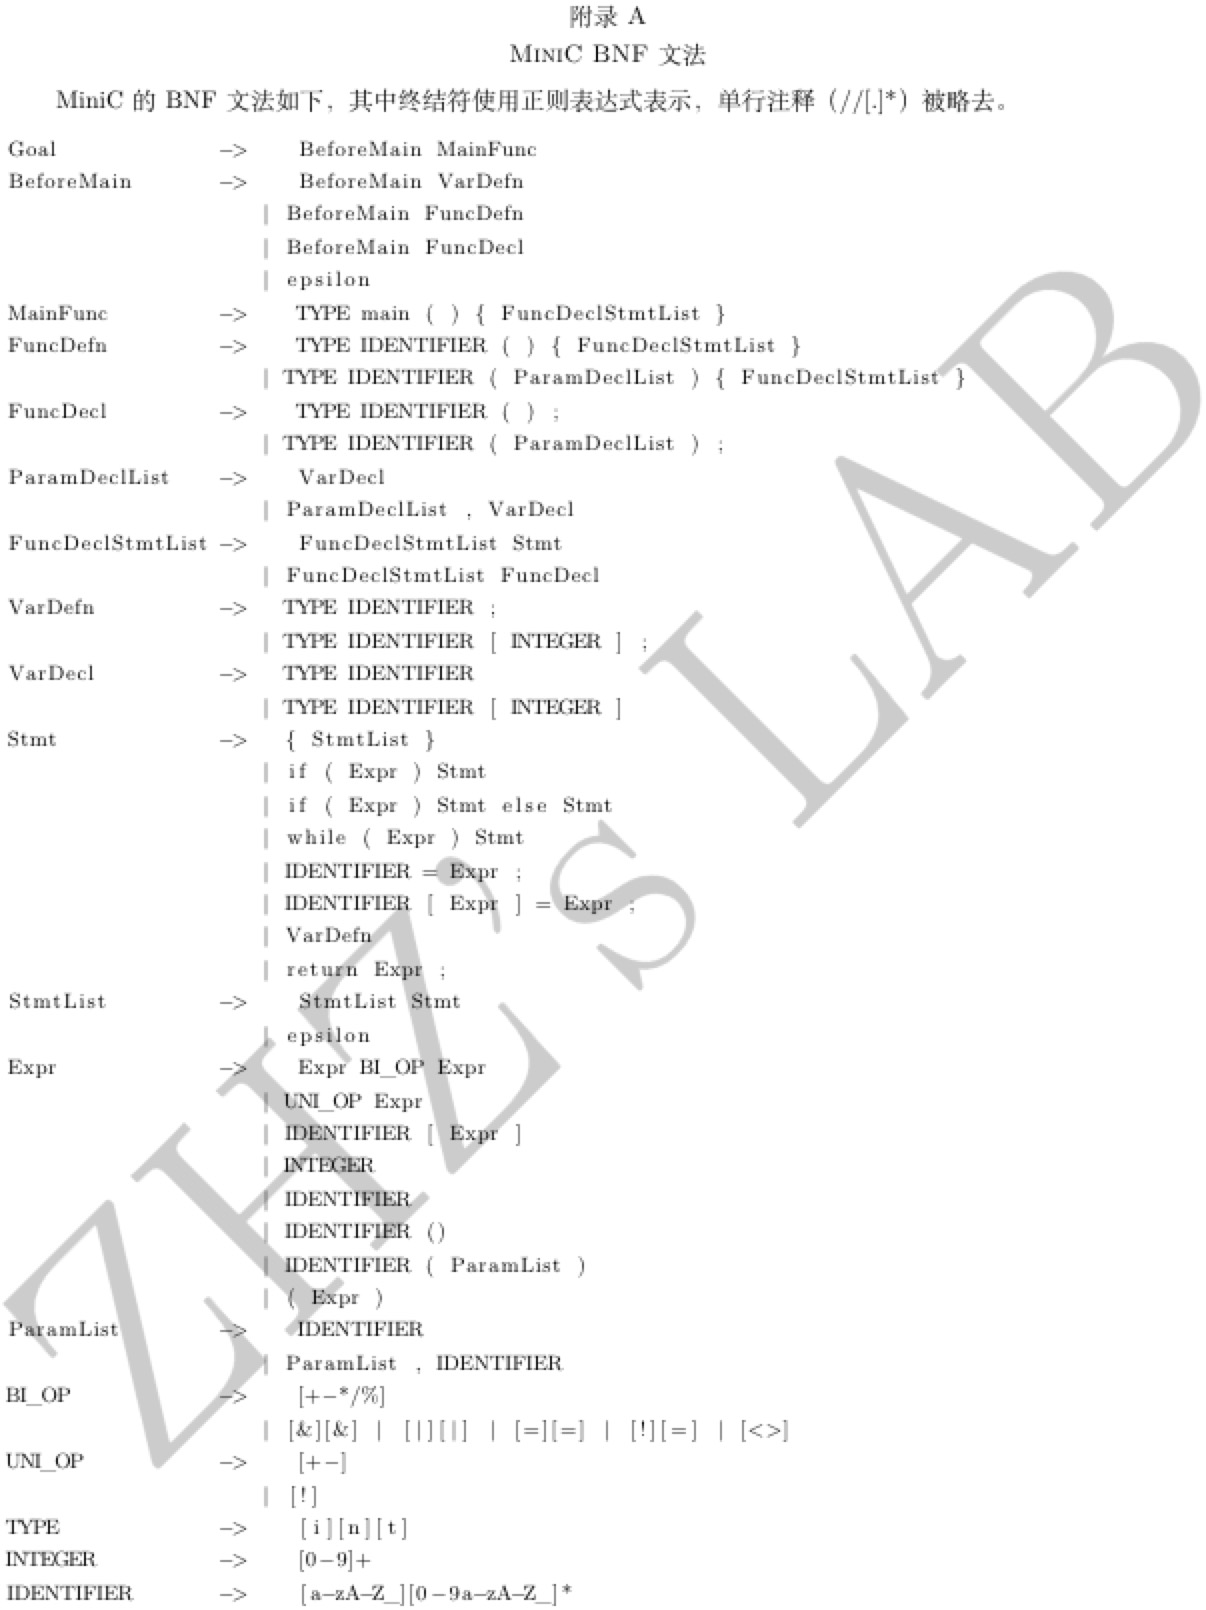 附录 A
MINIC BNF 文法
MiniC 的 BNF 文法如下，其中终结符使用正则表达式表示，单行注释（//[.]*）被略去。
Goal -> BeforeMain MainFunc
BeforeMain -> BeforeMain VarDefn
| BeforeMain FuncDefn
| BeforeMain FuncDecl
| epsilon
MainFunc -> TYPE main ( ) { FuncDeclStmtList }
FuncDefn -> TYPE IDENTIFIER ( ) { FuncDeclStmtList }
| TYPE IDENTIFIER ( ParamDeclList ) { FuncDeclStmtList }
FuncDecl -> TYPE IDENTIFIER ( ) ;
| TYPE IDENTIFIER ( ParamDeclList ) ;
ParamDeclList -> VarDecl
| ParamDeclList , VarDecl
FuncDeclStmtList -> FuncDeclStmtList Stmt
| FuncDeclStmtList FuncDecl
VarDefn -> TYPE IDENTIFIER ;
| TYPE IDENTIFIER [ INTEGER ] ;
VarDecl -> TYPE IDENTIFIER
| TYPE IDENTIFIER [ INTEGER ]
Stmt -> { StmtList }
| if ( Expr ) Stmt
| if ( Expr ) Stmt else Stmt
| while ( Expr ) Stmt
| IDENTIFIER = Expr ;
| IDENTIFIER [ Expr ] = Expr ;
| VarDefn
| return Expr ;
StmtList -> StmtList Stmt
| epsilon
Expr -> Expr BI_OP Expr
| UNI_OP Expr
| IDENTIFIER [ Expr ]
| INTEGER
| IDENTIFIER
| IDENTIFIER ()
| IDENTIFIER ( ParamList )
| ( Expr )
ParamList -> IDENTIFIER
| ParamList , IDENTIFIER
BI_OP -> [+-*/%]
| [&][&] | [|][|] | [=][=] | [!][=] | [<>]
UNI_OP -> [+-]
| [!]
TYPE -> [i][n][t]
INTEGER -> [0-9]+
IDENTIFIER -> [a-zA-Z_][0-9a-zA-Z_]*
ZHZ's LAB